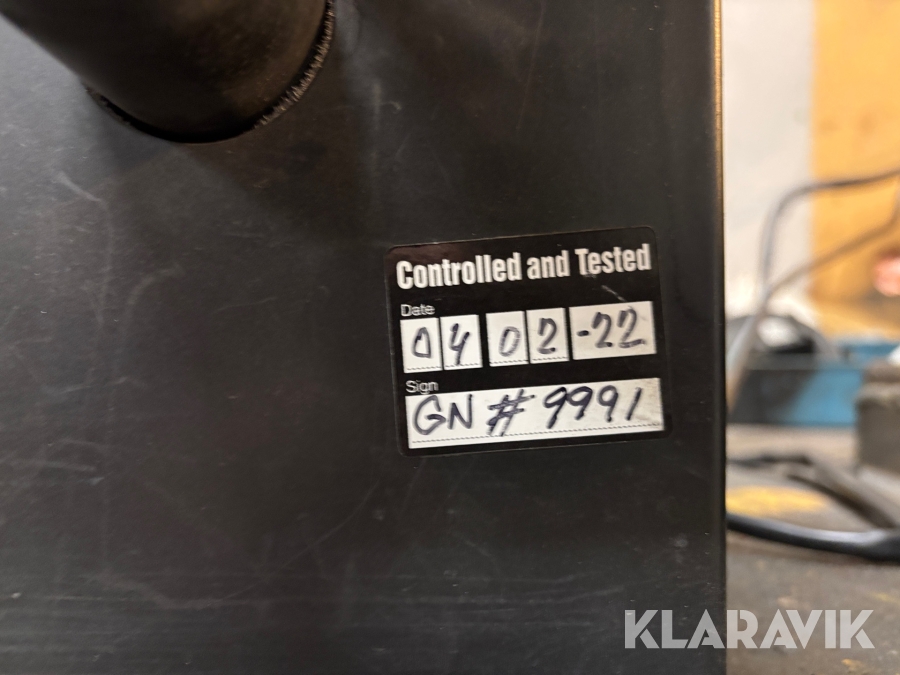 Controlled and Tested
Date
04 02 -22
Sign
GN # 9991
KLARAVIK